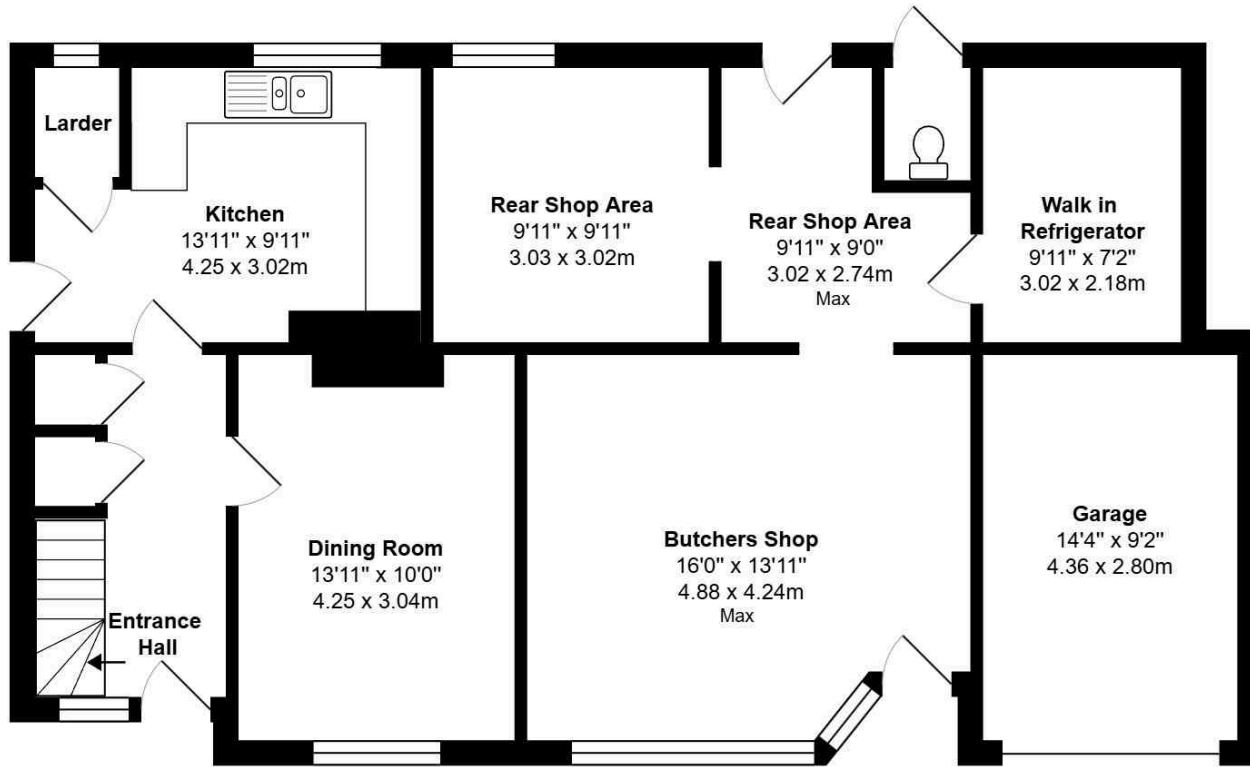 Larder
Kitchen
13'11" x 9'11"
4.25 x 3.02m
Rear Shop Area
9'11" x 9'11"
3.03 x 3.02m
Rear Shop Area
9'11" x 9'0"
3.02 x 2.74m
Max
Walk in
Refrigerator
9'11" x 7'2"
3.02 x 2.18m
Entrance
Hall
Dining Room
13'11" x 10'0"
4.25 x 3.04m
Butchers Shop
16'0" x 13'11"
4.88 x 4.24m
Max
Garage
14'4" x 9'2"
4.36 x 2.80m